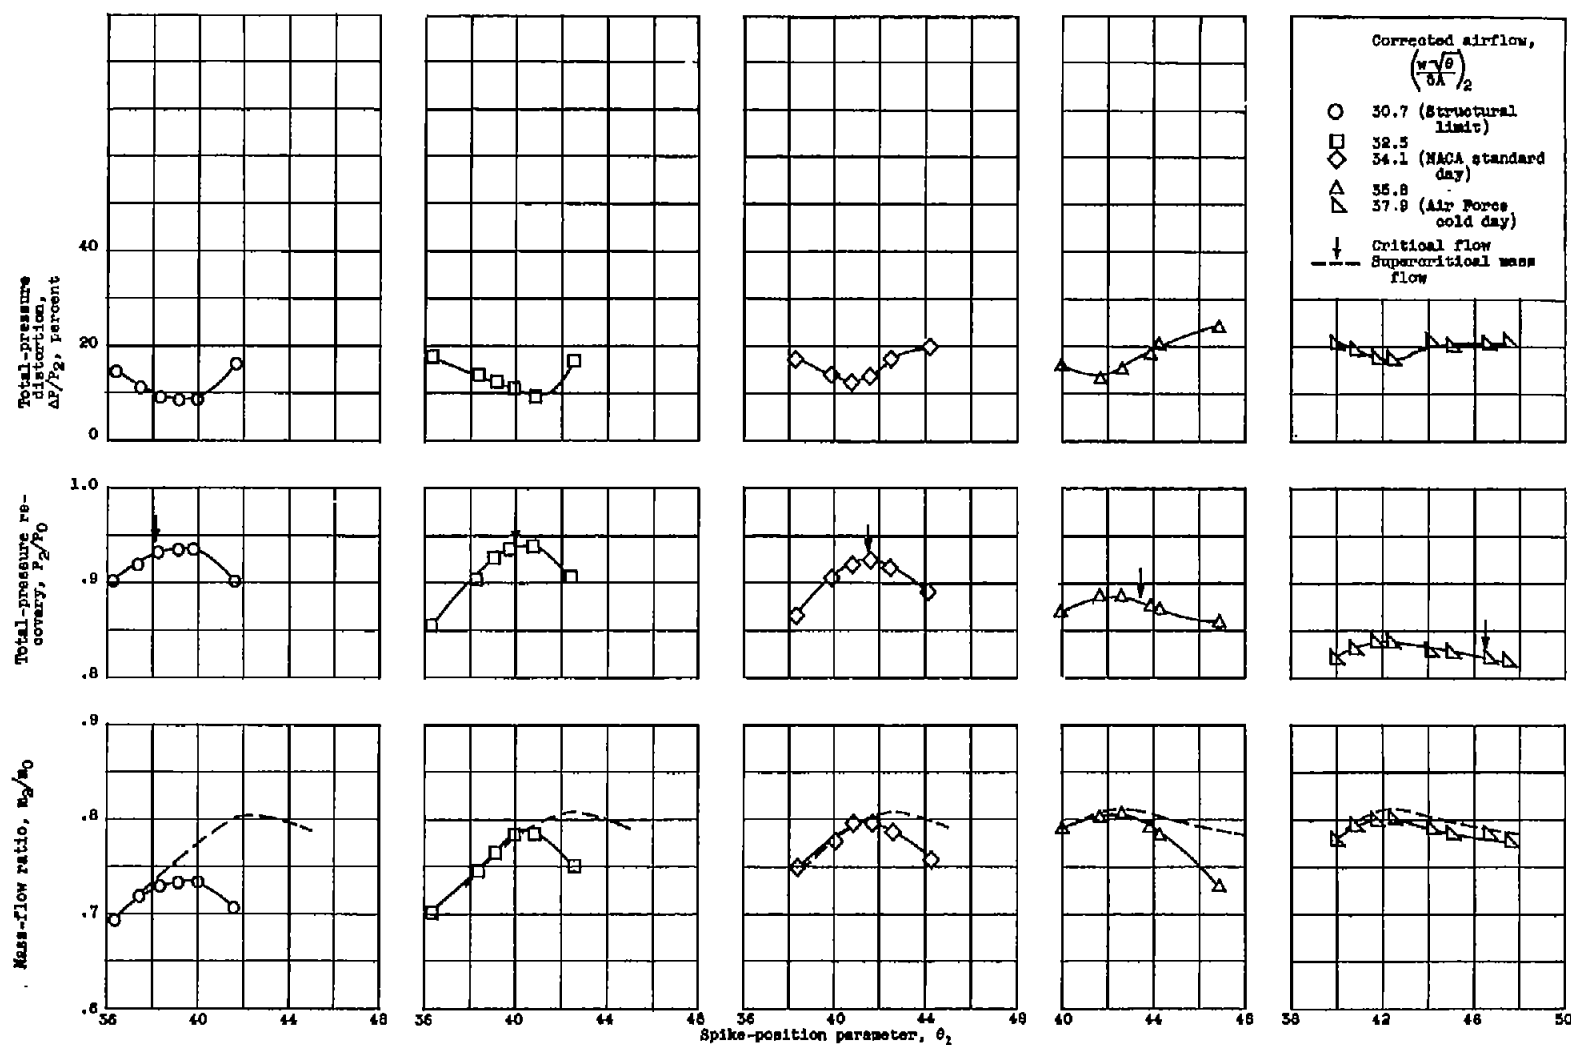 Corrected airflow,
(w√θ/δA)2
30.7 (Structural
limit)
32.5
34.1 (NACA standard
day)
35.8
37.9 (Air Force
cold day)
Critical flow
Supercritical mass
flow
Total-pressure
distortion,
ΔP/P2, percent
40
20
0
Total-pressure re-
covery, P2/P0
1.0
.9
.8
Mass-flow ratio, m2/m0
.9
.8
.7
.6
36 40 44 48
36 40 44 48
36 40 44 48
40 44 48
38 42 46 50
Spike-position parameter, θ2